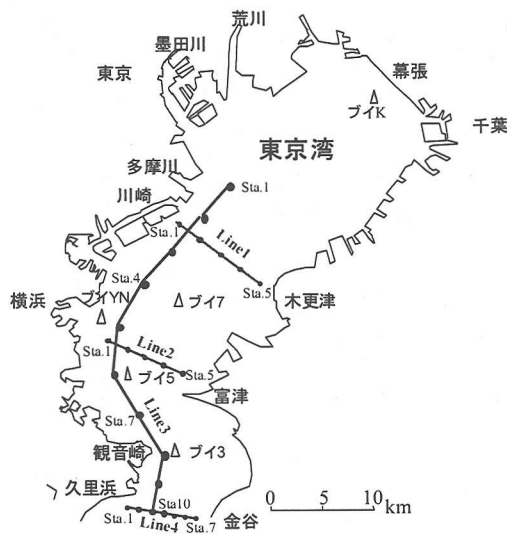 荒川
墨田川
東京
幕張
ブイK
千葉
東京湾
多摩川
川崎
Sta.1
Sta.1
Line1
Sta.4
Sta.5
横浜
ブイYN
ブイ7
木更津
Line2
Sta.1
ブイ5
Sta.5
富津
Sta.7
Line3
観音崎
ブイ3
久里浜
Sta10
Sta.1
Line4
Sta.7
金谷
0 5 10
km